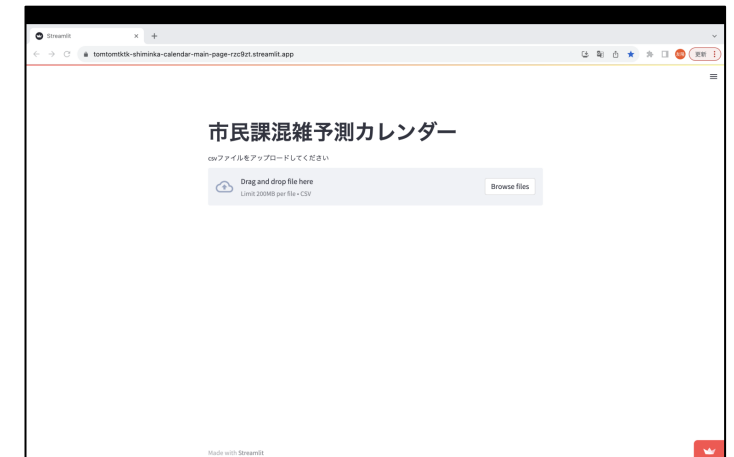 Streamlit
tomtomtktk-shiminka-calendar-main-page-rzc9zt.streamlit.app
更新
市民課混雑予測カレンダー
csvファイルをアップロードしてください
Drag and drop file here
Limit 200MB per file • CSV
Browse files
Made with Streamlit